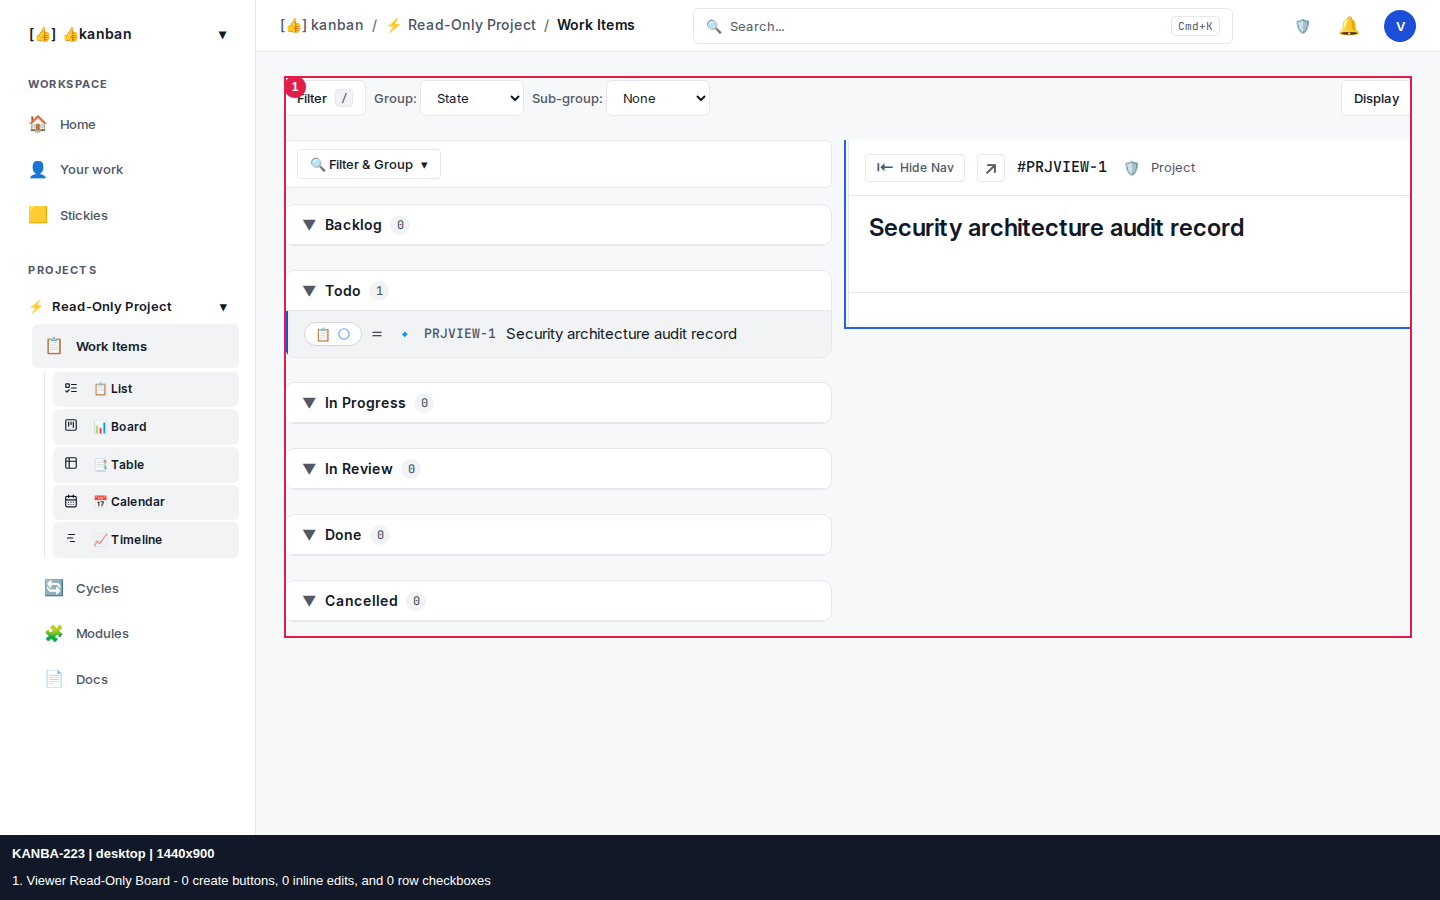 [👍] 👍kanban ▾
WORKSPACE
🏠 Home
👤 Your work
🟨 Stickies
PROJECTS
⚡ Read-Only Project ▾
📋 Work Items
📋 List
📊 Board
📑 Table
📅 Calendar
📈 Timeline
🔄 Cycles
🧩 Modules
📄 Docs
[👍] kanban / ⚡ Read-Only Project / Work Items
🔍 Search... Cmd+K
V
1
Filter / Group: State Sub-group: None Display
🔍 Filter & Group ▾
▼ Backlog 0
▼ Todo 1
PRJVIEW-1 Security architecture audit record
▼ In Progress 0
▼ In Review 0
▼ Done 0
▼ Cancelled 0
Hide Nav #PRJVIEW-1 🛡️ Project
Security architecture audit record
KANBA-223 | desktop | 1440x900
1. Viewer Read-Only Board - 0 create buttons, 0 inline edits, and 0 row checkboxes